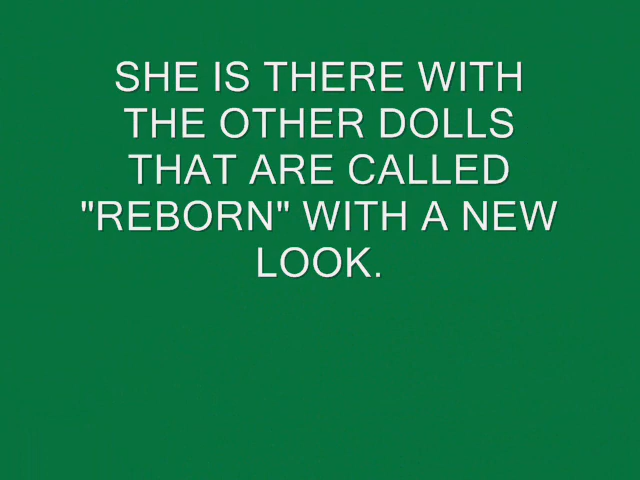 SHE IS THERE WITH
THE OTHER DOLLS
THAT ARE CALLED
"REBORN" WITH A NEW
LOOK.